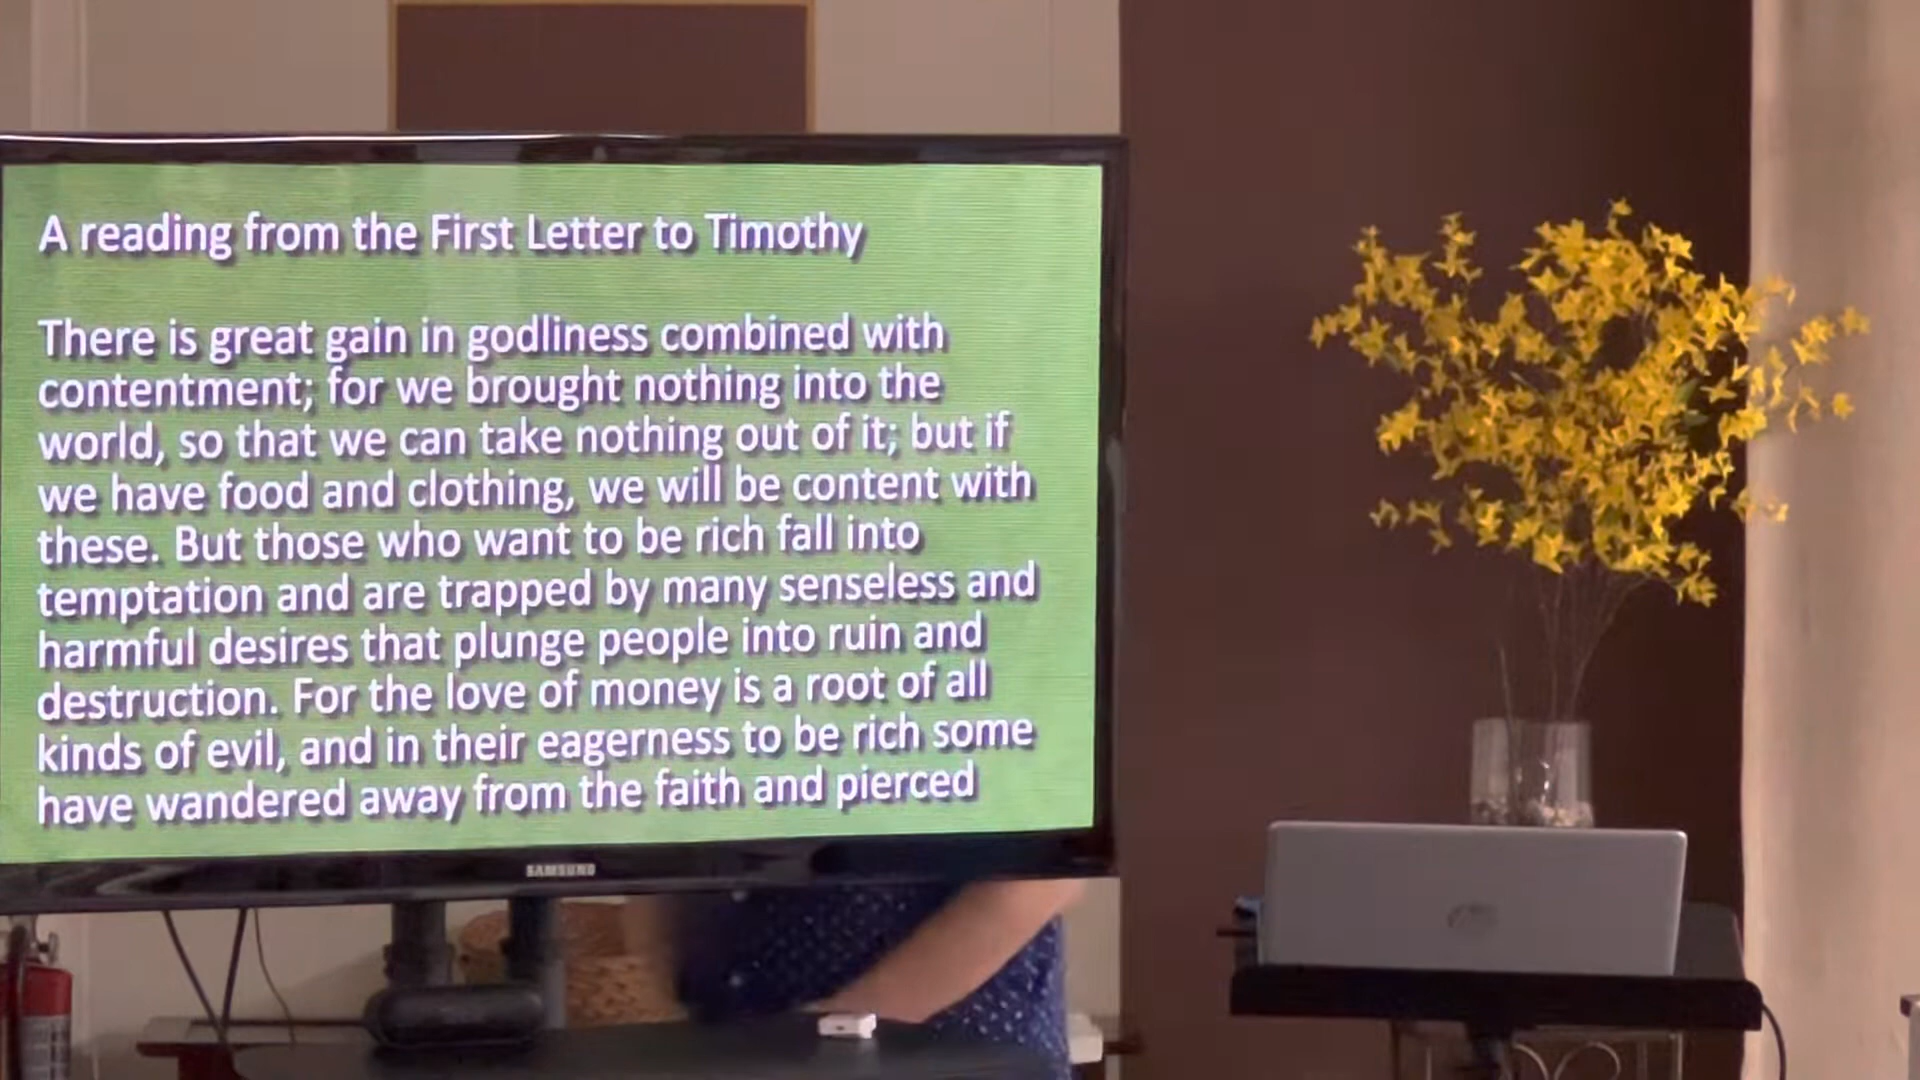 A reading from the First Letter to Timothy
There is great gain in godliness combined with
contentment; for we brought nothing into the
world, so that we can take nothing out of it; but if
we have food and clothing, we will be content with
these. But those who want to be rich fall into
temptation and are trapped by many senseless and
harmful desires that plunge people into ruin and
destruction. For the love of money is a root of all
kinds of evil, and in their eagerness to be rich some
have wandered away from the faith and pierced
SAMSUNG
hp